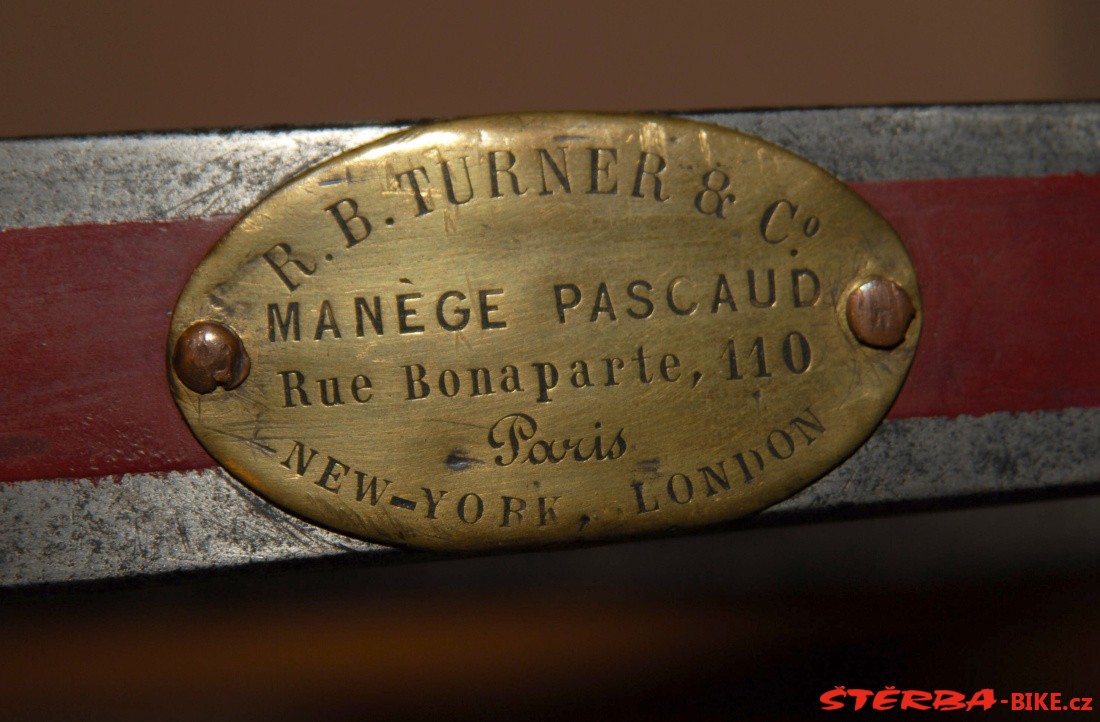 R. B. TURNER & Cº.
MANÈGE PASCAUD
Rue Bonaparte, 110
Paris
NEW-YORK, LONDON
ŠTĚRBA-BIKE.cz